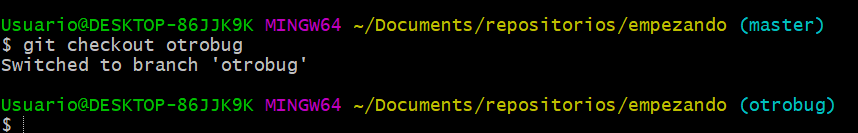 Usuario@DESKTOP-86JJK9K MINGW64 ~/Documents/repositorios/empezando (master)
$ git checkout otrobug
Switched to branch 'otrobug'
Usuario@DESKTOP-86JJK9K MINGW64 ~/Documents/repositorios/empezando (otrobug)
$